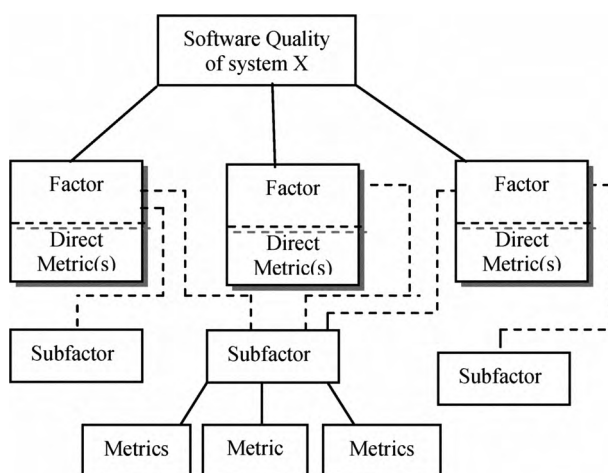 Software Quality
of system X
Factor
Direct
Metric(s)
Factor
Direct
Metric(s)
Factor
Direct
Metric(s)
Subfactor
Subfactor
Subfactor
Metrics
Metric
Metrics